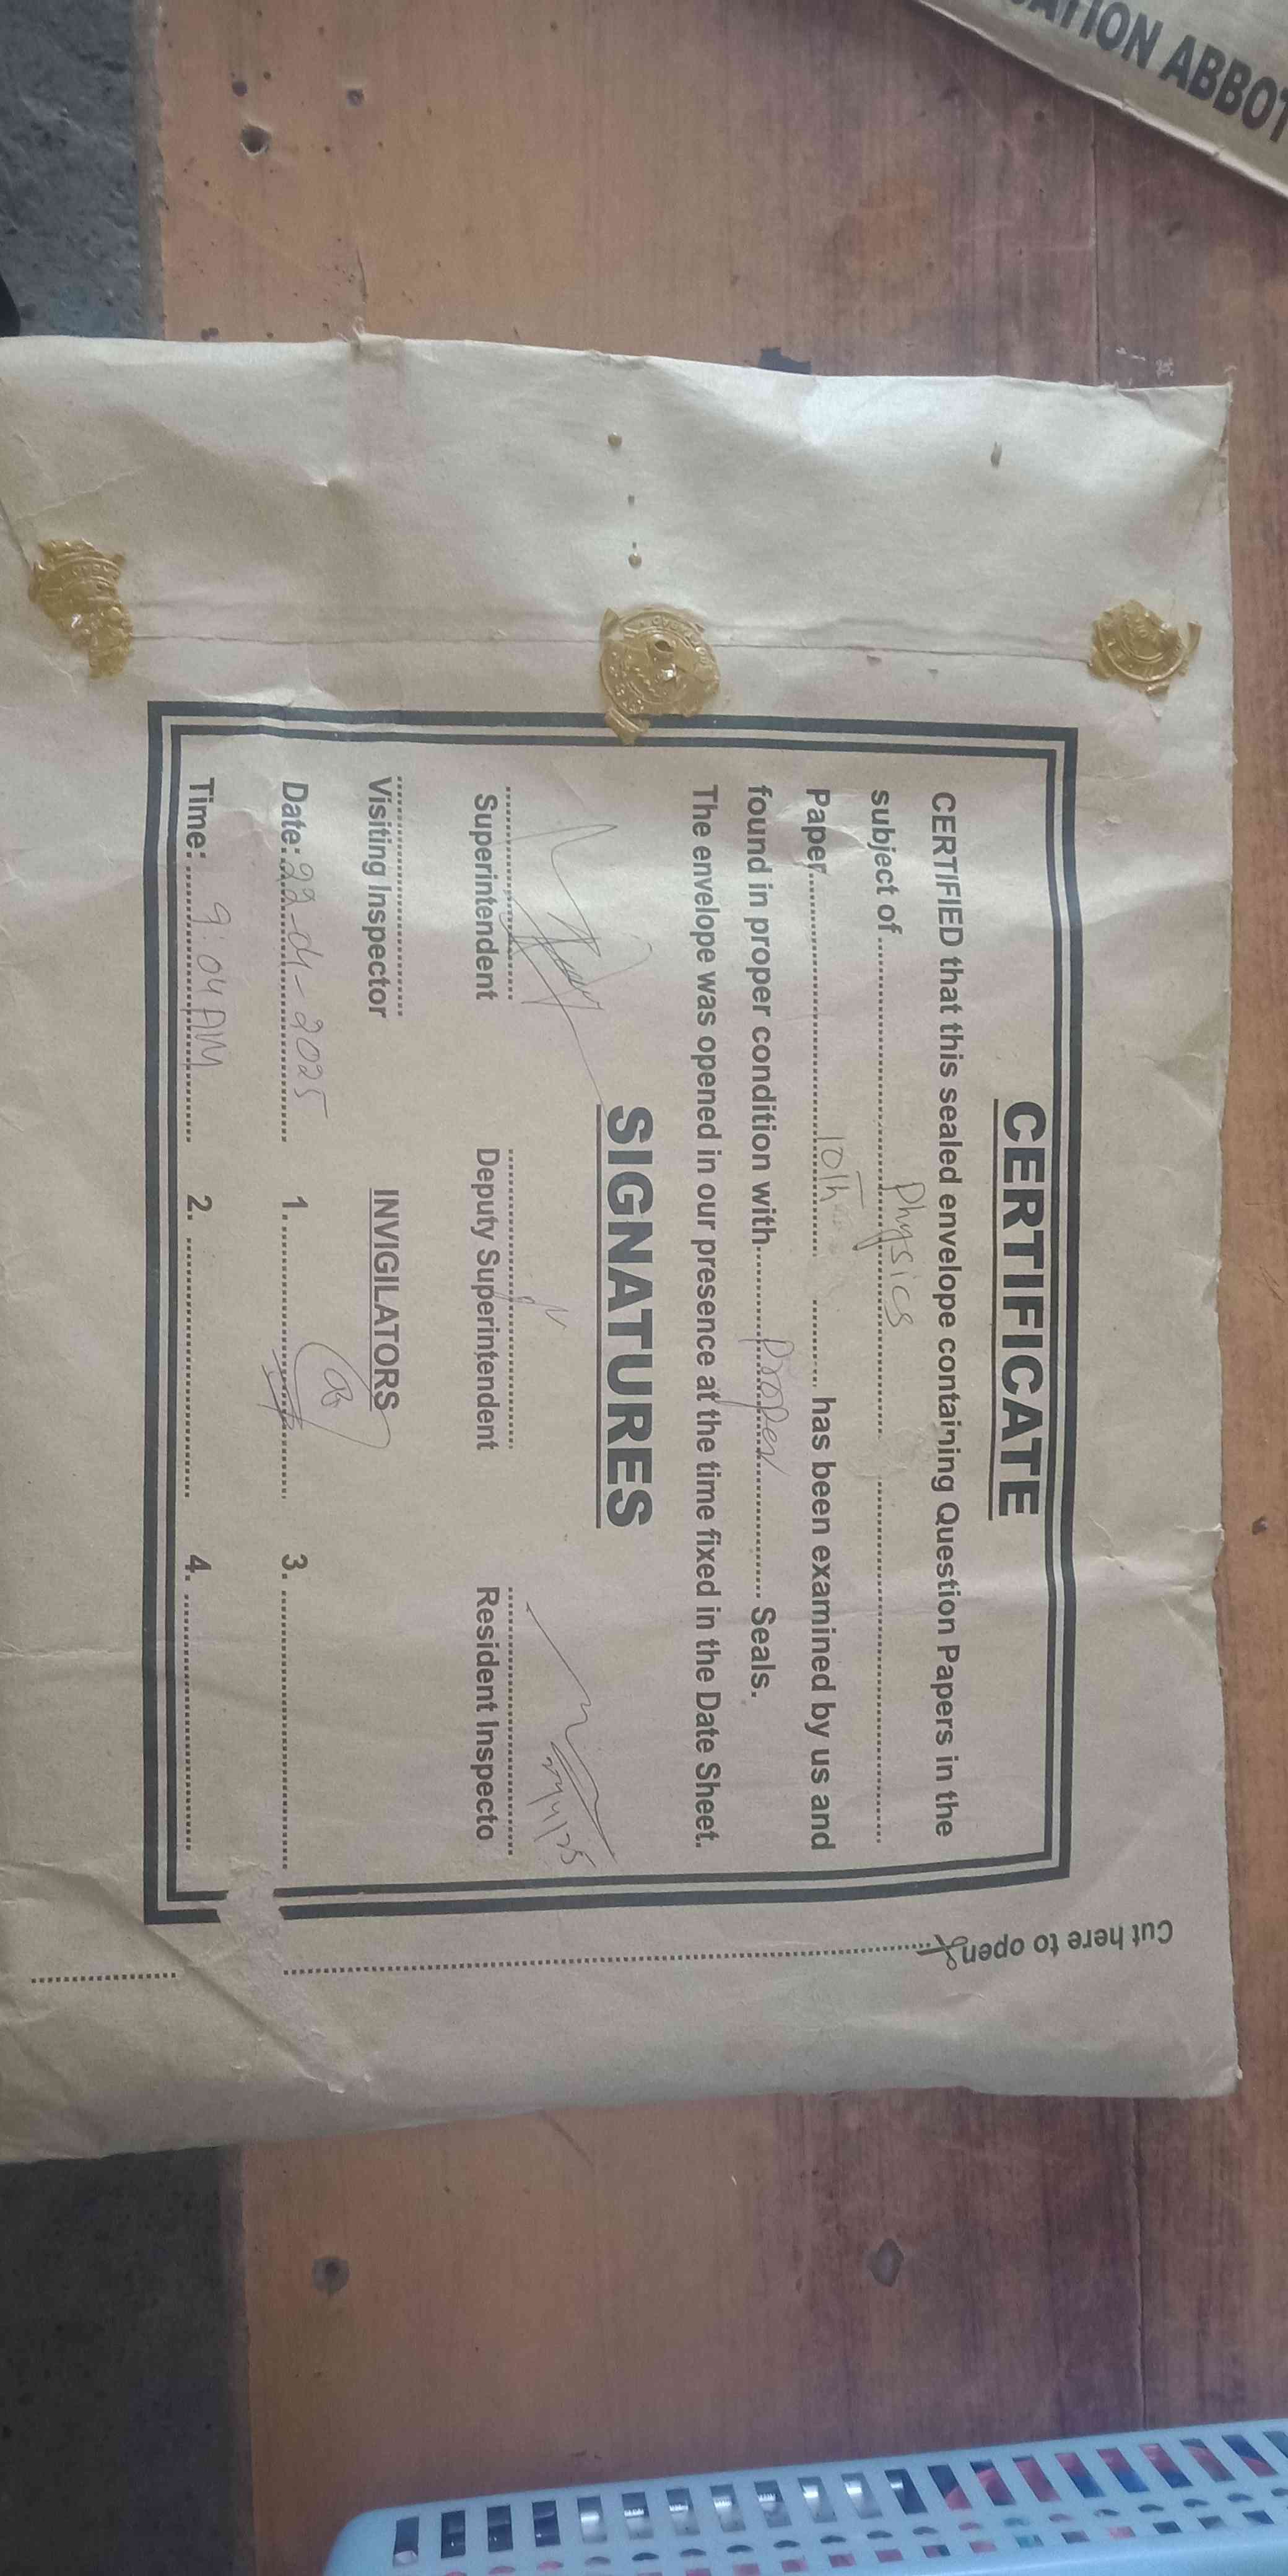 ATION ABBOT
CERTIFICATE
CERTIFIED that this sealed envelope containing Question Papers in the
subject of Physics
Paper 10th has been examined by us and
found in proper condition with proper Seals.
The envelope was opened in our presence at the time fixed in the Date Sheet.
SIGNATURES
22/4/25
Superintendent Deputy Superintendent Resident Inspecto
Visiting Inspector INVIGILATORS
Date: 22-04-2025 1. 3.
Time: 9:04 AM 2. 4.
Cut here to open